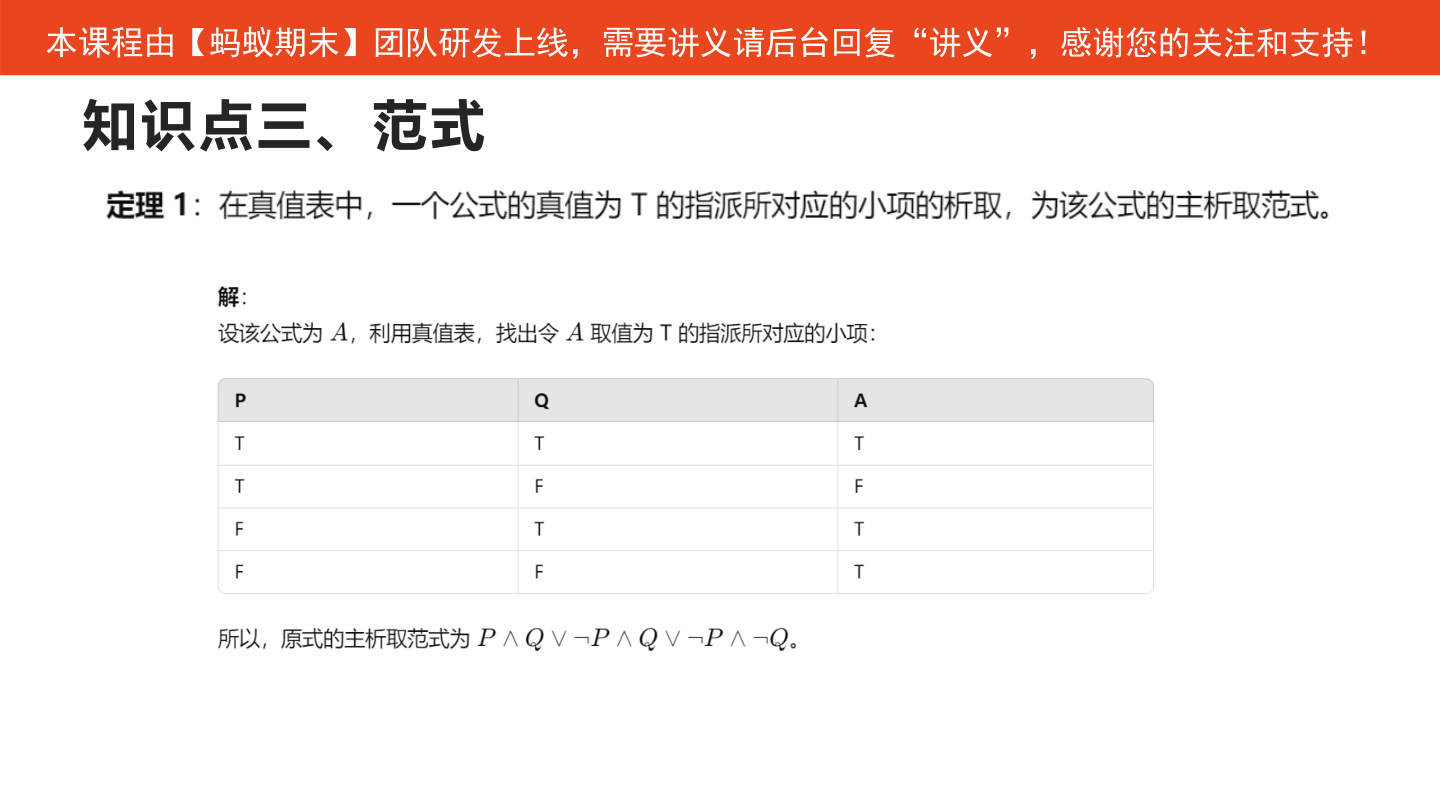 本课程由【蚂蚁期末】团队研发上线，需要讲义请后台回复“讲义”，感谢您的关注和支持！
知识点三、范式
定理 1：在真值表中，一个公式的真值为 T 的指派所对应的小项的析取，为该公式的主析取范式。
解：
设该公式为 A，利用真值表，找出令 A 取值为 T 的指派所对应的小项：
P Q A
T T T
T F F
F T T
F F T
所以，原式的主析取范式为 P ∧ Q ∨ ¬P ∧ Q ∨ ¬P ∧ ¬Q。